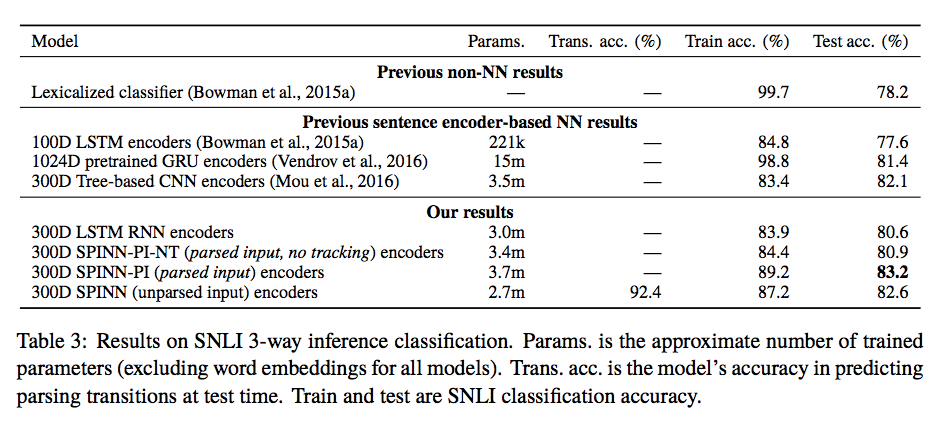 Model Params. Trans. acc. (%) Train acc. (%) Test acc. (%)
Previous non-NN results
Lexicalized classifier (Bowman et al., 2015a) — — 99.7 78.2
Previous sentence encoder-based NN results
100D LSTM encoders (Bowman et al., 2015a) 221k — 84.8 77.6
1024D pretrained GRU encoders (Vendrov et al., 2016) 15m — 98.8 81.4
300D Tree-based CNN encoders (Mou et al., 2016) 3.5m — 83.4 82.1
Our results
300D LSTM RNN encoders 3.0m — 83.9 80.6
300D SPINN-PI-NT (parsed input, no tracking) encoders 3.4m — 84.4 80.9
300D SPINN-PI (parsed input) encoders 3.7m — 89.2 83.2
300D SPINN (unparsed input) encoders 2.7m 92.4 87.2 82.6
Table 3: Results on SNLI 3-way inference classification. Params. is the approximate number of trained
parameters (excluding word embeddings for all models). Trans. acc. is the model’s accuracy in predicting
parsing transitions at test time. Train and test are SNLI classification accuracy.